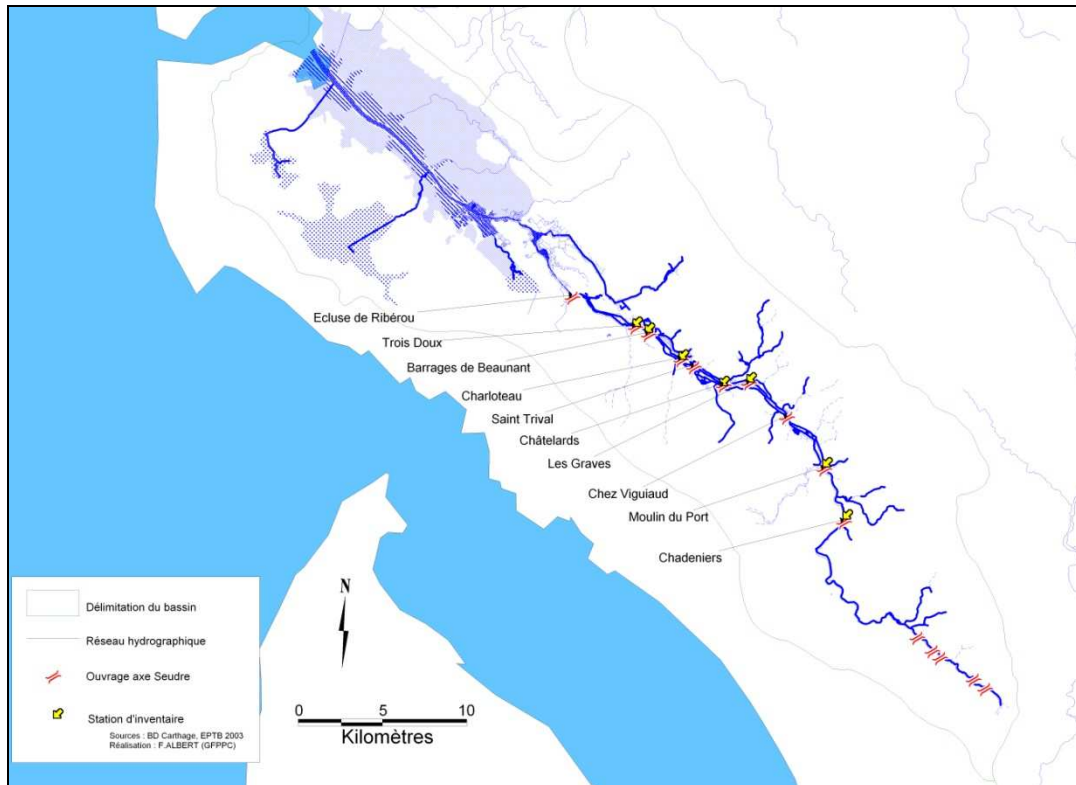 Ecluse de Ribérou
Trois Doux
Barrages de Beaunant
Charloteau
Saint Trival
Châtelards
Les Graves
Chez Viguiaud
Moulin du Port
Chadeniers
Délimitation du bassin
Réseau hydrographique
Ouvrage axe Seudre
Station d'inventaire
Sources : BD Carthage, EPTB 2003
Réalisation : F.ALBERT (GFPPC)
N
0 5 10
Kilomètres